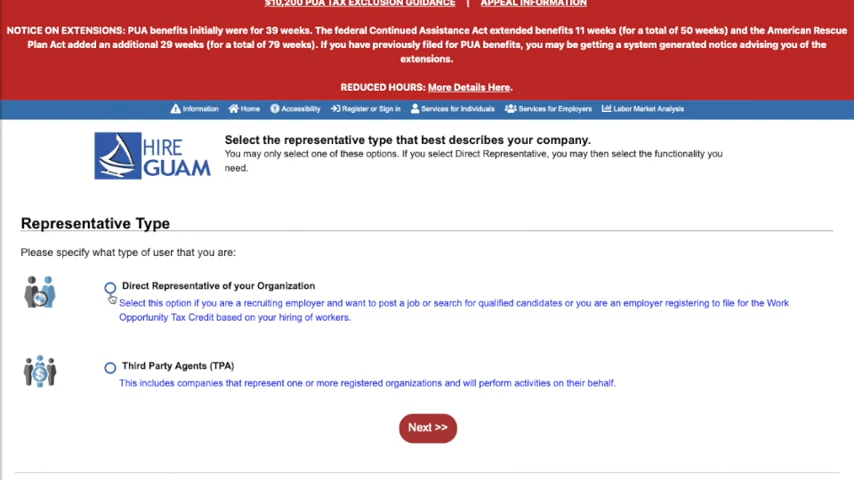 $10,200 PUA TAX EXCLUSION GUIDANCE | APPEAL INFORMATION
NOTICE ON EXTENSIONS: PUA benefits initially were for 39 weeks. The federal Continued Assistance Act extended benefits 11 weeks (for a total of 50 weeks) and the American Rescue
Plan Act added an additional 29 weeks (for a total of 79 weeks). If you have previously filed for PUA benefits, you may be getting a system generated notice advising you of the
extensions.
REDUCED HOURS: More Details Here.
Information Home Accessibility Register or Sign in Services for Individuals Services for Employers Labor Market Analysis
HIRE
GUAM
Select the representative type that best describes your company.
You may only select one of these options. If you select Direct Representative, you may then select the functionality you
need.
Representative Type
Please specify what type of user that you are:
Direct Representative of your Organization
Select this option if you are a recruiting employer and want to post a job or search for qualified candidates or you are an employer registering to file for the Work
Opportunity Tax Credit based on your hiring of workers.
Third Party Agents (TPA)
This includes companies that represent one or more registered organizations and will perform activities on their behalf.
Next >>